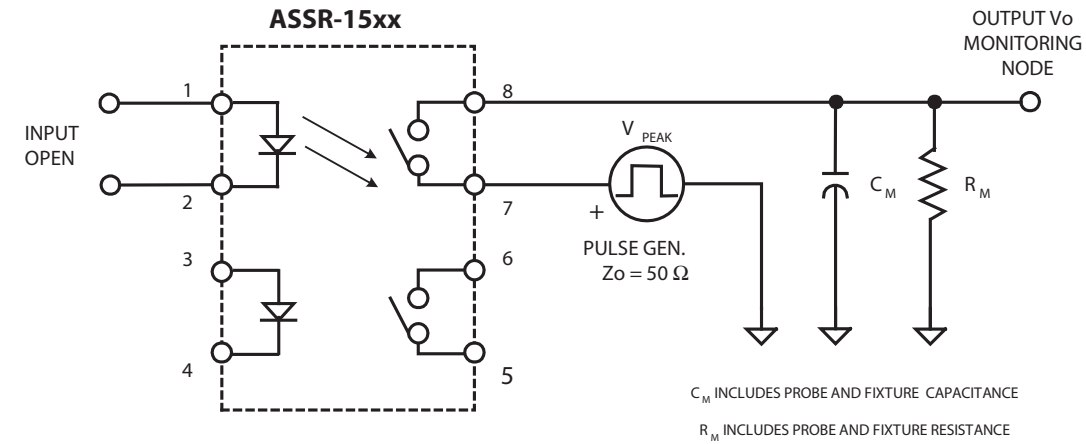 ASSR-15xx
OUTPUT Vo
MONITORING
NODE
INPUT
OPEN
1
2
3
4
8
7
6
5
V PEAK
+
PULSE GEN.
Zo = 50 Ω
C M
R M
C M INCLUDES PROBE AND FIXTURE CAPACITANCE
R M INCLUDES PROBE AND FIXTURE RESISTANCE